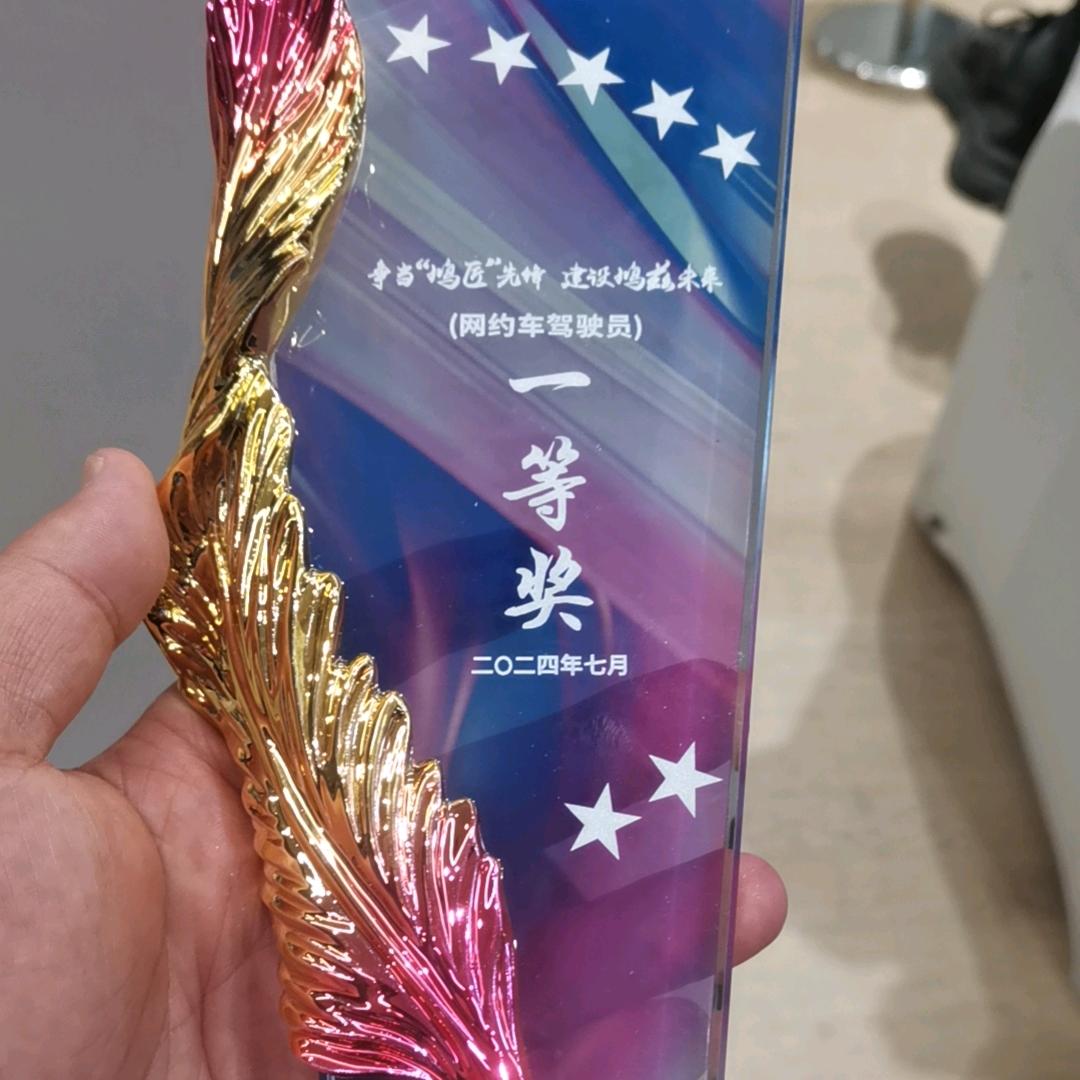 争当“鸿匠”先锋 建设鸿兹未来
(网约车驾驶员)
一
等
奖
二〇二四年七月